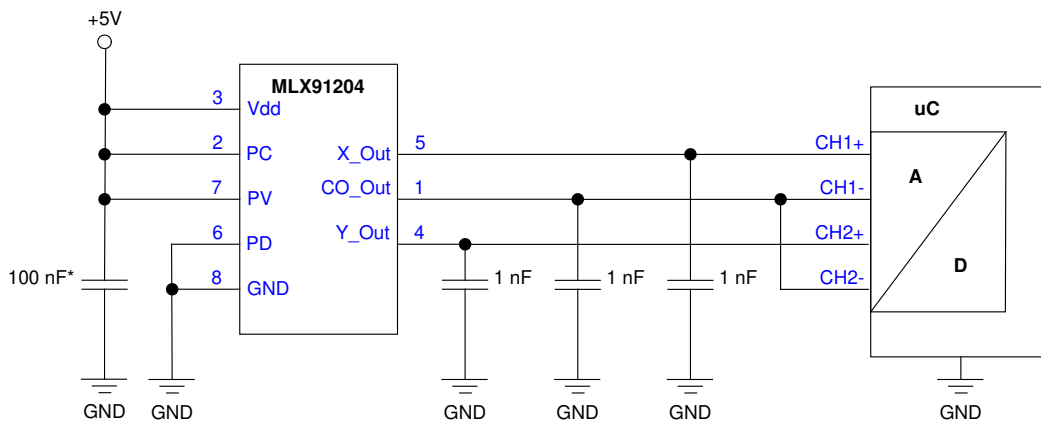 +5V
MLX91204
3 Vdd
uC
2 PC
X_Out 5
CH1+
A
7 PV
CO_Out 1
CH1-
6 PD
Y_Out 4
CH2+
D
100 nF*
8 GND
1 nF
1 nF
1 nF
CH2-
GND
GND
GND
GND
GND
GND